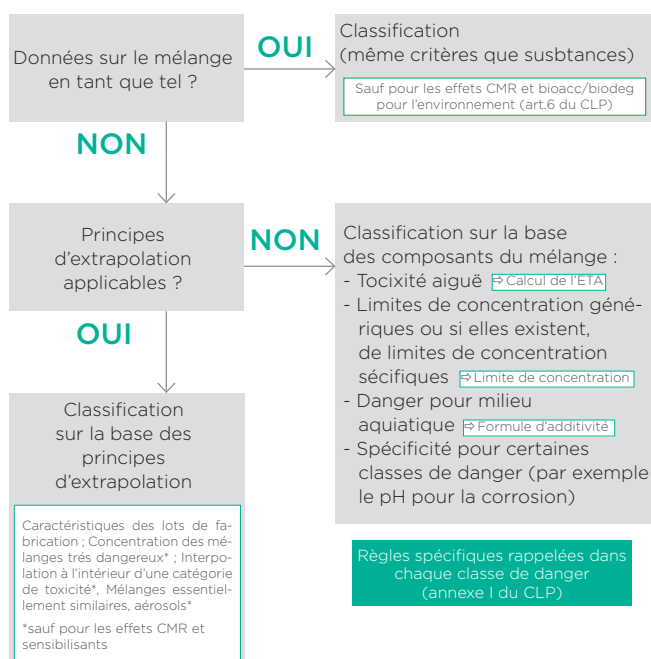 Données sur le mélange
en tant que tel ?
OUI
Classification
(même critères que susbtances)
Sauf pour les effets CMR et bioacc/biodeg
pour l'environnement (art.6 du CLP)
NON
Principes
d'extrapolation
applicables ?
NON
Classification sur la base
des composants du mélange :
- Tocixité aiguë ⇨ Calcul de l'ETA
- Limites de concentration géné-
riques ou si elles existent,
de limites de concentration
sécifiques ⇨ Limite de concentration
- Danger pour milieu
aquatique ⇨ Formule d'additivité
- Spécificité pour certaines
classes de danger (par exemple
le pH pour la corrosion)
OUI
Classification
sur la base des
principes
d'extrapolation
Caractéristiques des lots de fa-
brication ; Concentration des mé-
langes trés dangereux* ; Interpo-
lation à l'intérieur d'une catégorie
de toxicité*, Mélanges essentiel-
lement similaires, aérosols*
*sauf pour les effets CMR et
sensibilisants
Règles spécifiques rappelées dans
chaque classe de danger
(annexe I du CLP)